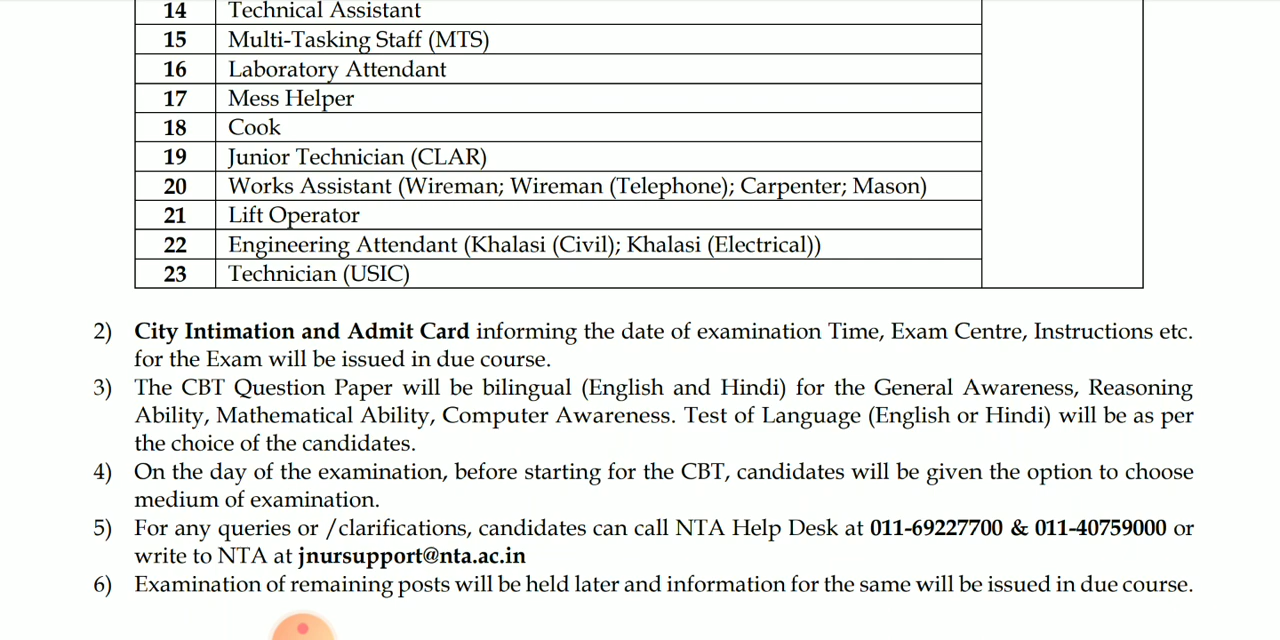 14 Technical Assistant
15 Multi-Tasking Staff (MTS)
16 Laboratory Attendant
17 Mess Helper
18 Cook
19 Junior Technician (CLAR)
20 Works Assistant (Wireman; Wireman (Telephone); Carpenter; Mason)
21 Lift Operator
22 Engineering Attendant (Khalasi (Civil); Khalasi (Electrical))
23 Technician (USIC)
2) City Intimation and Admit Card informing the date of examination Time, Exam Centre, Instructions etc.
for the Exam will be issued in due course.
3) The CBT Question Paper will be bilingual (English and Hindi) for the General Awareness, Reasoning
Ability, Mathematical Ability, Computer Awareness. Test of Language (English or Hindi) will be as per
the choice of the candidates.
4) On the day of the examination, before starting for the CBT, candidates will be given the option to choose
medium of examination.
5) For any queries or /clarifications, candidates can call NTA Help Desk at 011-69227700 & 011-40759000 or
write to NTA at jnursupport@nta.ac.in
6) Examination of remaining posts will be held later and information for the same will be issued in due course.